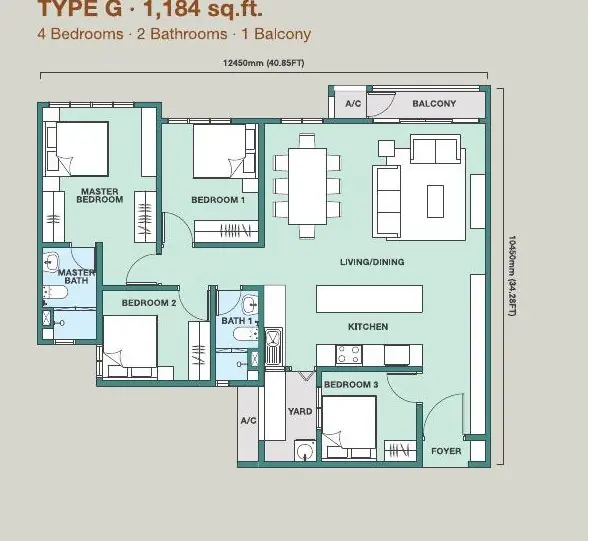 TYPE G · 1,184 sq.ft.
4 Bedrooms · 2 Bathrooms · 1 Balcony
12450mm (40.85FT)
A/C
BALCONY
MASTER
BEDROOM
BEDROOM 1
LIVING/DINING
10450mm (34.28FT)
MASTER
BATH
BEDROOM 2
BATH 1
KITCHEN
BEDROOM 3
A/C
YARD
FOYER